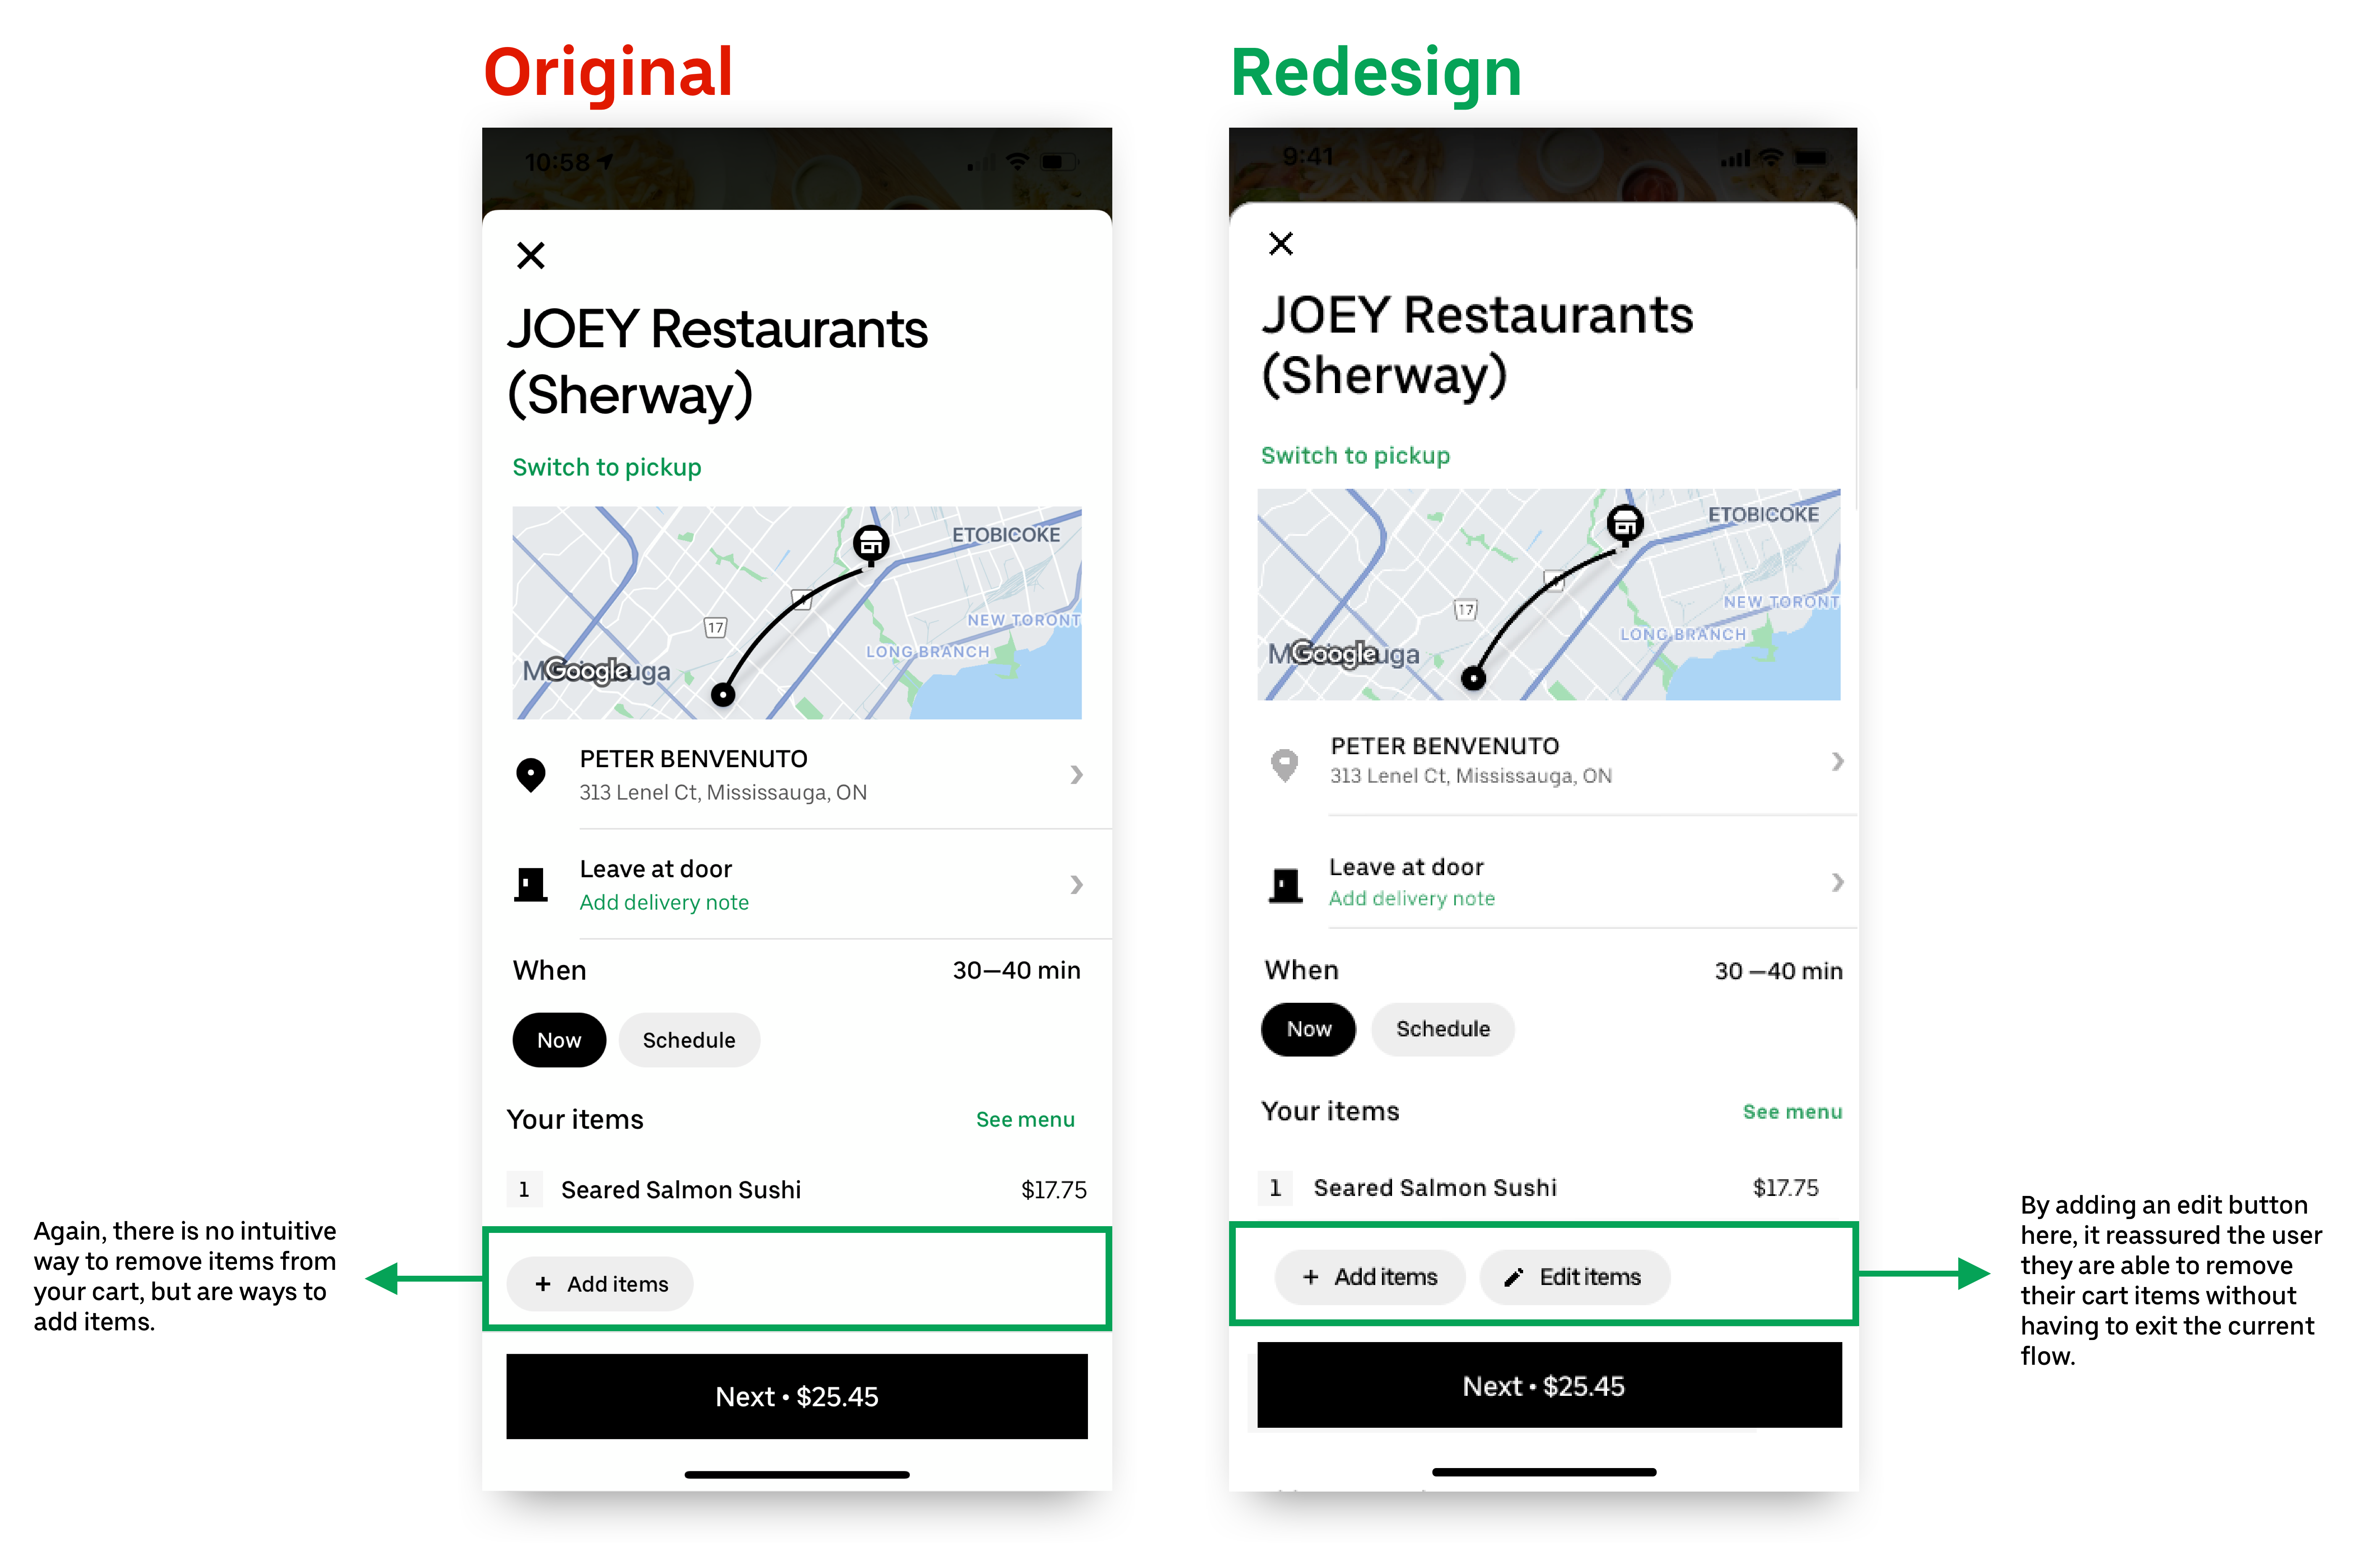 Original
Redesign
10:58
JOEY Restaurants
(Sherway)
Switch to pickup
ETOBICOKE
NEW TORONT
LONG BRANCH
17
Google
PETER BENVENUTO
313 Lenel Ct, Mississauga, ON
Leave at door
Add delivery note
When
30–40 min
Now
Schedule
Your items
See menu
1
Seared Salmon Sushi
$17.75
+ Add items
Next • $25.45
Again, there is no intuitive
way to remove items from
your cart, but are ways to
add items.
9:41
JOEY Restaurants
(Sherway)
Switch to pickup
ETOBICOKE
NEW TORONT
LONG BRANCH
17
Google
PETER BENVENUTO
313 Lenel Ct, Mississauga, ON
Leave at door
Add delivery note
When
30 –40 min
Now
Schedule
Your items
See menu
1
Seared Salmon Sushi
$17.75
+ Add items
Edit items
Next • $25.45
By adding an edit button
here, it reassured the user
they are able to remove
their cart items without
having to exit the current
flow.